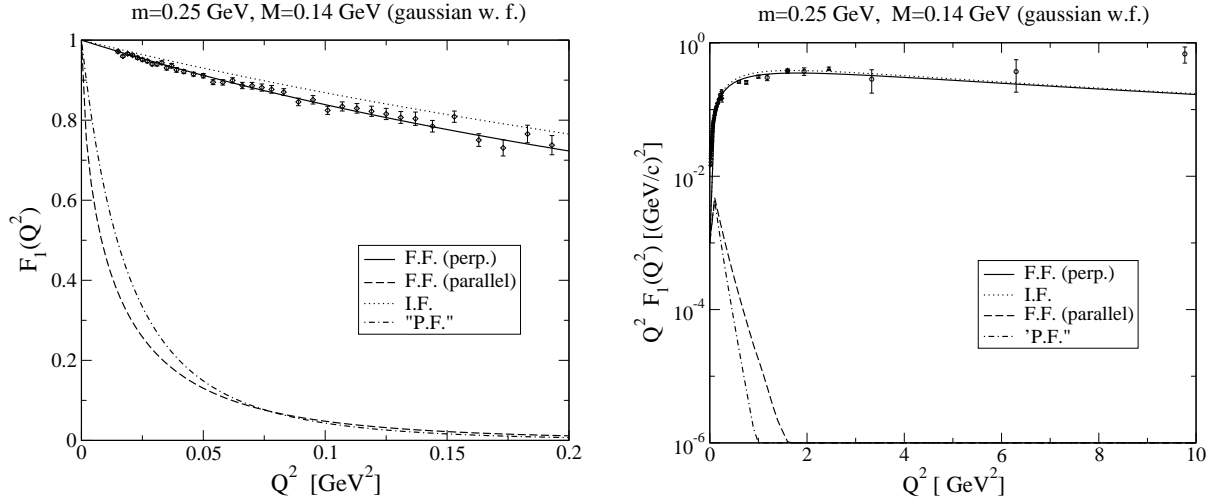 m=0.25 GeV, M=0.14 GeV (gaussian w. f.)
1
0.8
0.6
0.4
0.2
0
F₁(Q²)
F.F. (perp.)
F.F. (parallel)
I.F.
"P.F."
0 0.05 0.1 0.15 0.2
Q² [GeV²]
m=0.25 GeV, M=0.14 GeV (gaussian w.f.)
10⁰
10⁻²
10⁻⁴
10⁻⁶
Q² F₁(Q²) [(GeV/c)²]
F.F. (perp.)
I.F.
F.F. (parallel)
'P.F."
0 2 4 6 8 10
Q² [ GeV²]